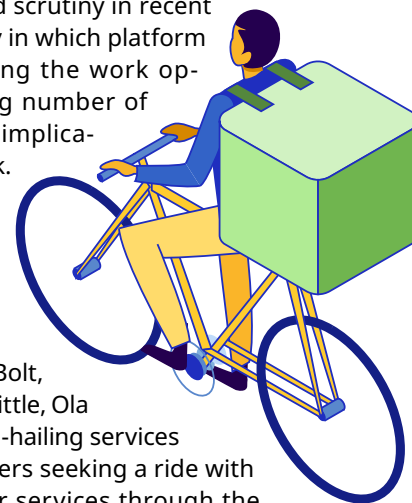 d scrutiny in recent
in which platform
ing the work op-
g number of
implica-
k.
Bolt,
ittle, Ola
-hailing services
ers seeking a ride with
r services through the